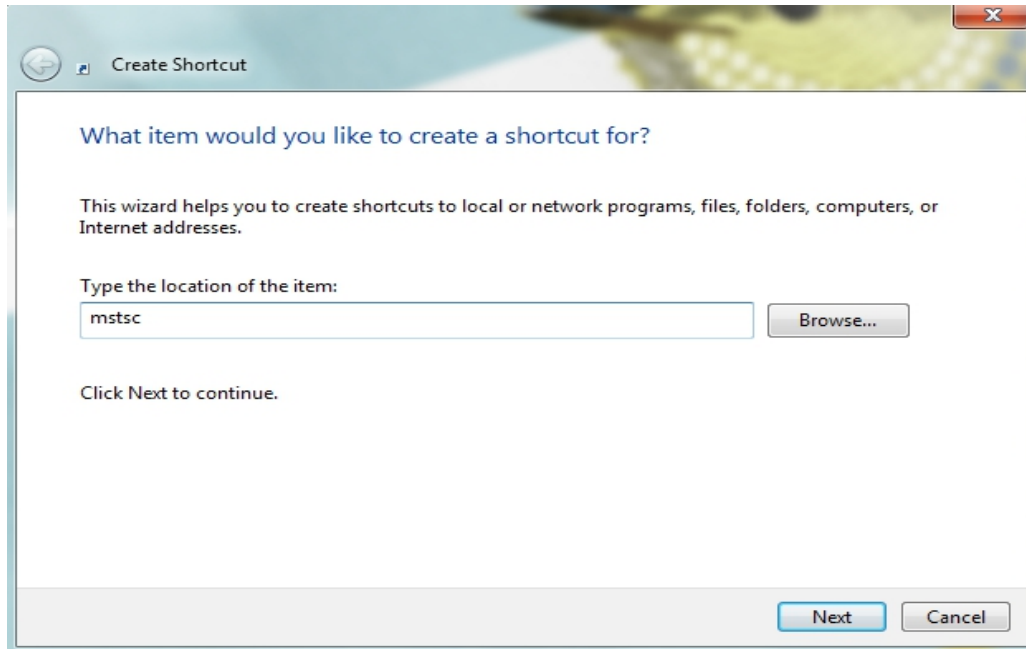 Create Shortcut
What item would you like to create a shortcut for?
This wizard helps you to create shortcuts to local or network programs, files, folders, computers, or
Internet addresses.
Type the location of the item:
mstsc
Browse...
Click Next to continue.
Next
Cancel